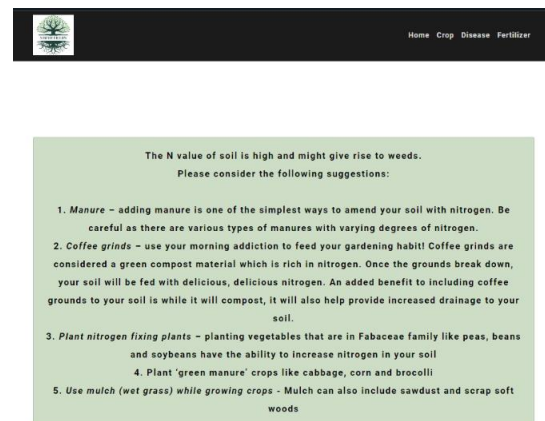 Home Crop Disease Fertilizer
The N value of soil is high and might give rise to weeds.
Please consider the following suggestions:
1. Manure – adding manure is one of the simplest ways to amend your soil with nitrogen. Be
careful as there are various types of manures with varying degrees of nitrogen.
2. Coffee grinds – use your morning addiction to feed your gardening habit! Coffee grinds are
considered a green compost material which is rich in nitrogen. Once the grounds break down,
your soil will be fed with delicious, delicious nitrogen. An added benefit to including coffee
grounds to your soil is while it will compost, it will also help provide increased drainage to your
soil.
3. Plant nitrogen fixing plants – planting vegetables that are in Fabaceae family like peas, beans
and soybeans have the ability to increase nitrogen in your soil
4. Plant ‘green manure’ crops like cabbage, corn and brocolli
5. Use mulch (wet grass) while growing crops - Mulch can also include sawdust and scrap soft
woods